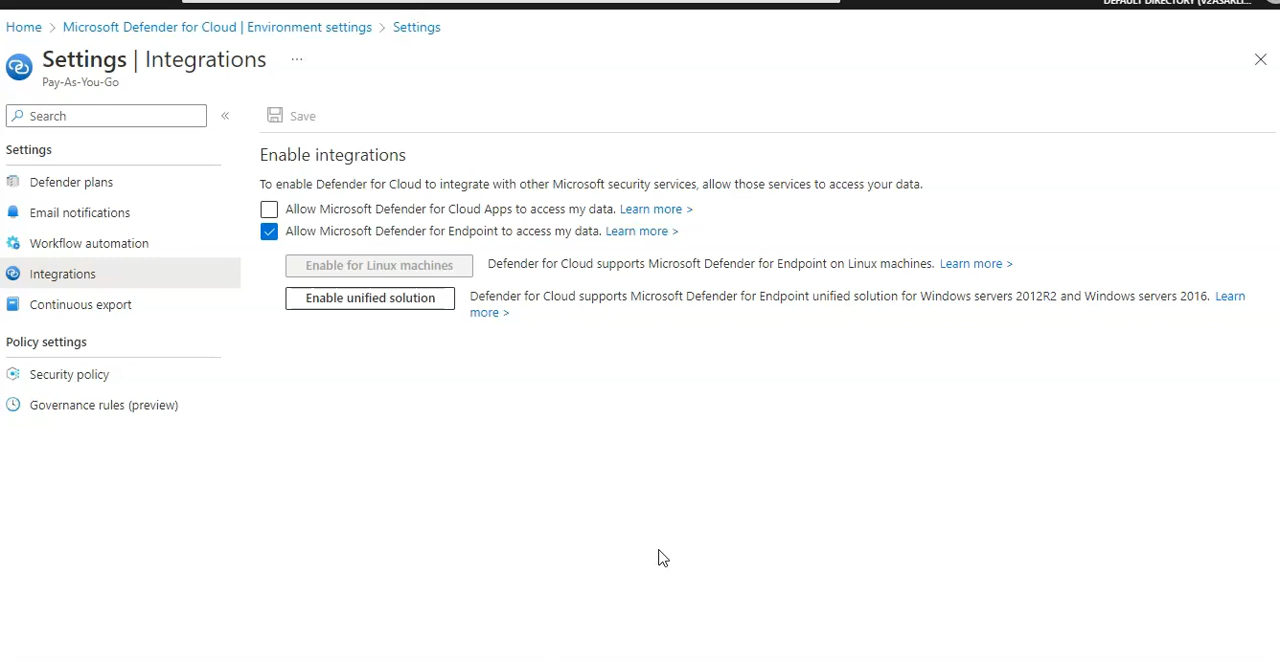 DEFAULT DIRECTORY
Home > Microsoft Defender for Cloud | Environment settings > Settings
Settings | Integrations ...
Pay-As-You-Go
Search «
Save
Settings
Defender plans
Email notifications
Workflow automation
Integrations
Continuous export
Policy settings
Security policy
Governance rules (preview)
Enable integrations
To enable Defender for Cloud to integrate with other Microsoft security services, allow those services to access your data.
Allow Microsoft Defender for Cloud Apps to access my data. Learn more >
Allow Microsoft Defender for Endpoint to access my data. Learn more >
Enable for Linux machines Defender for Cloud supports Microsoft Defender for Endpoint on Linux machines. Learn more >
Enable unified solution Defender for Cloud supports Microsoft Defender for Endpoint unified solution for Windows servers 2012R2 and Windows servers 2016. Learn
more >